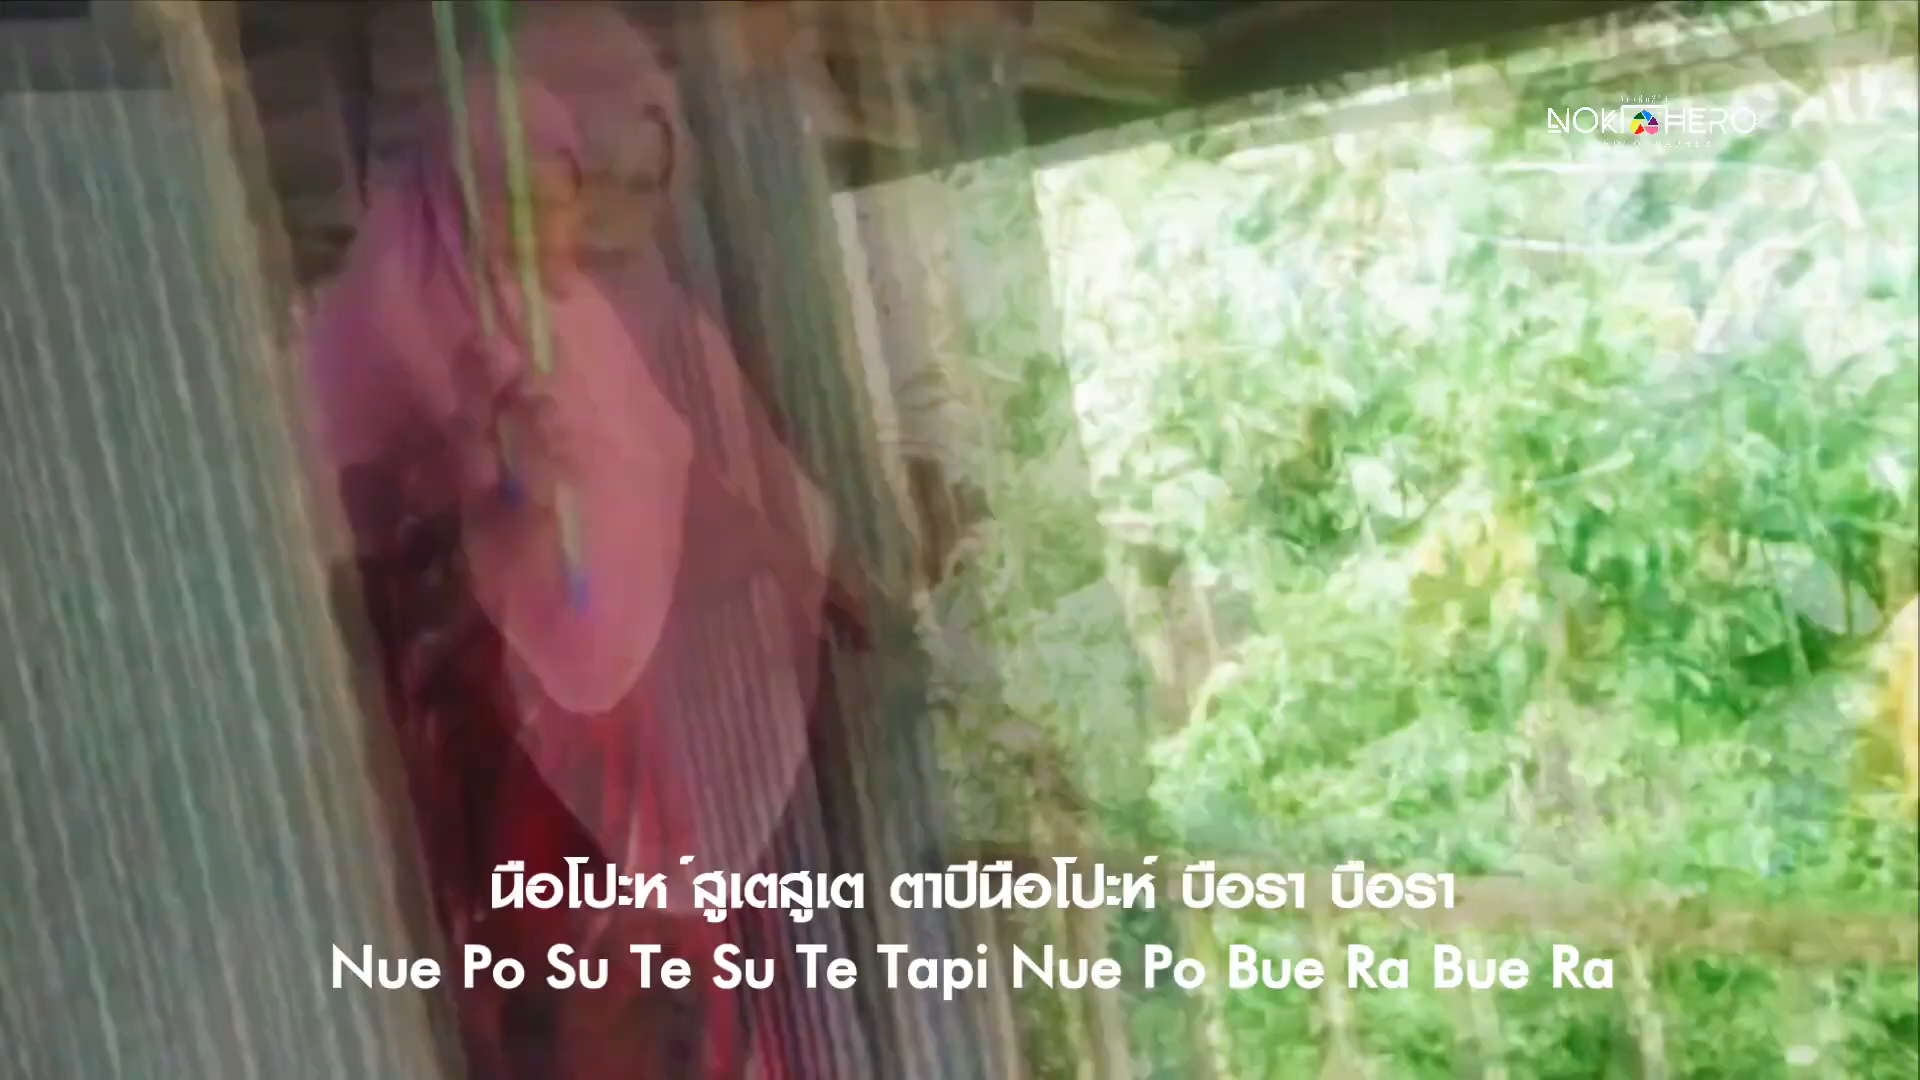 NOKHERO
นือโปะห์ สูเตสูเต ตาปีนือโปะห์ บือรา บือรา
Nue Po Su Te Su Te Tapi Nue Po Bue Ra Bue Ra